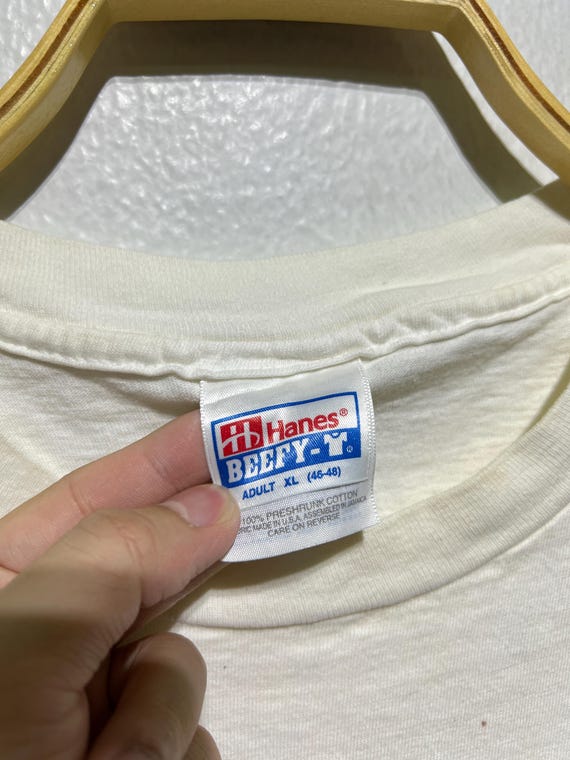 Hanes®
BEEFY-T®
ADULT XL (46-48)
100% PRESHRUNK COTTON
MADE IN U.S.A. ASSEMBLED IN JAMAICA
CARE ON REVERSE